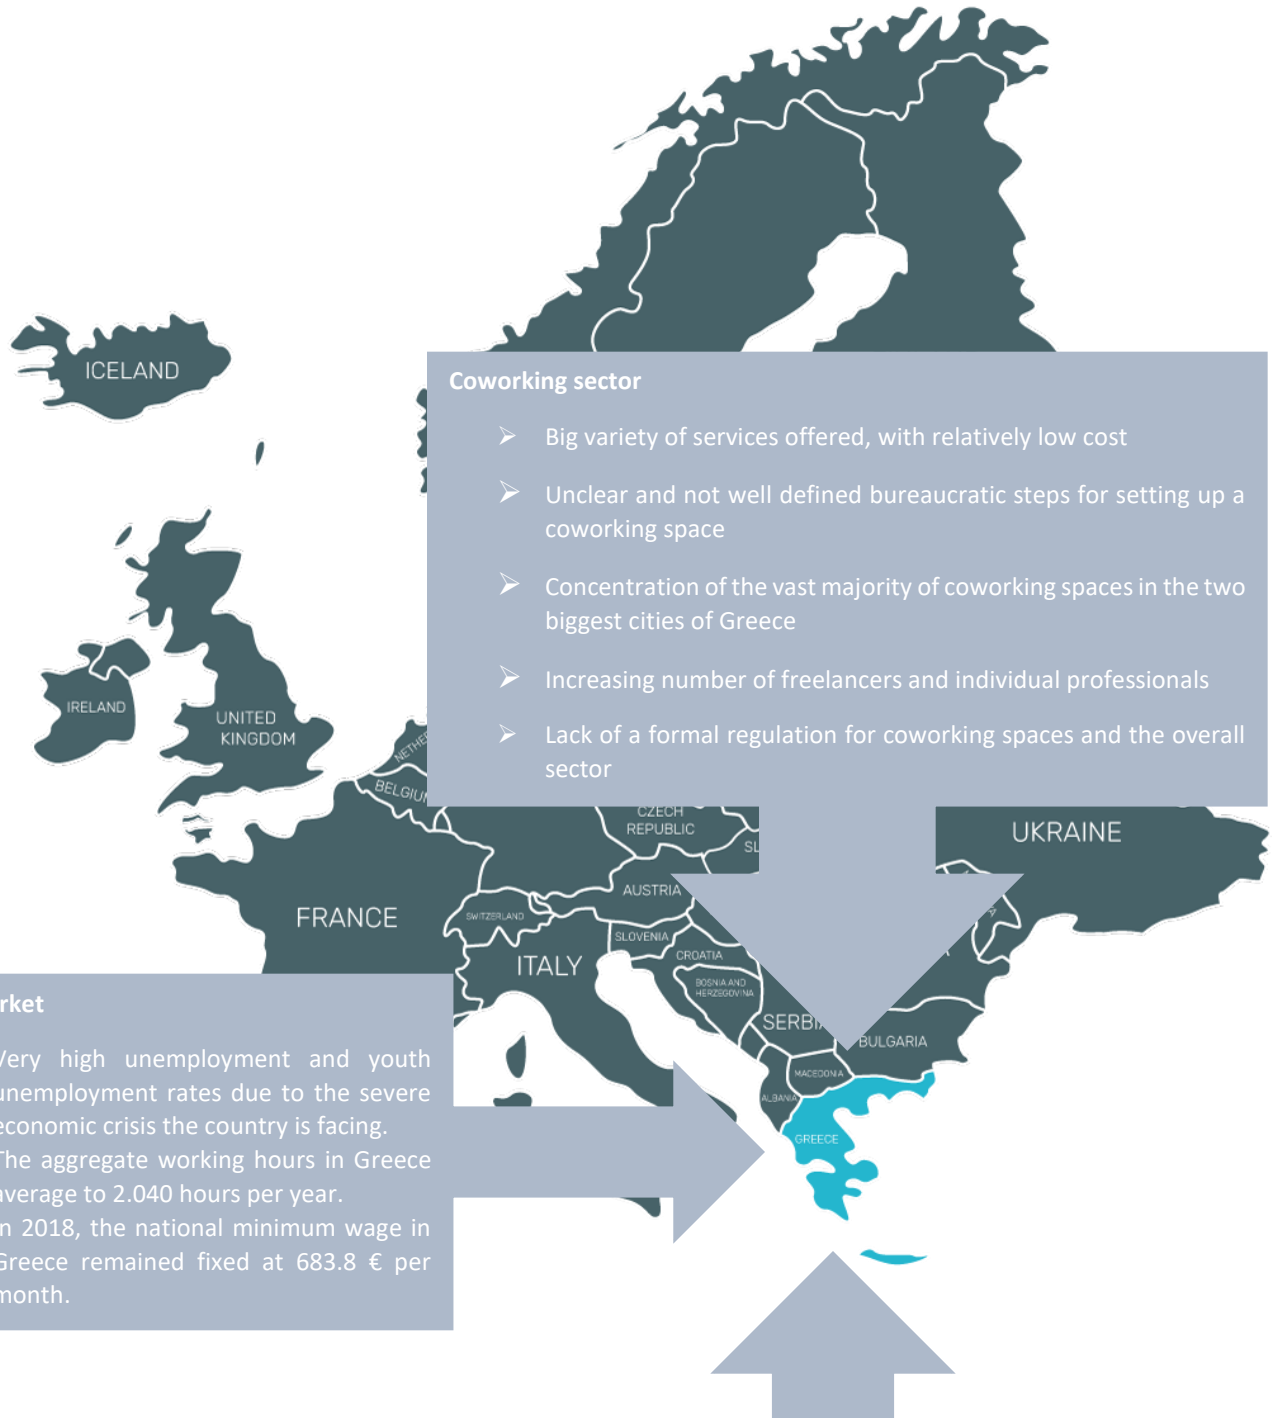 ICELAND
Coworking sector
Big variety of services offered, with relatively low cost
Unclear and not well defined bureaucratic steps for setting up a
coworking space
Concentration of the vast majority of coworking spaces in the two
biggest cities of Greece
Increasing number of freelancers and individual professionals
Lack of a formal regulation for coworking spaces and the overall
sector
IRELAND
UNITED
KINGDOM
NETHER
BELGIUM
CZECH
REPUBLIC
SL
UKRAINE
AUSTRIA
FRANCE
SWITZERLAND
SLOVENIA
ITALY
CROATIA
BOSNIA AND
HERZEGOVINA
SERBIA
BULGARIA
MACEDONIA
ALBANIA
GREECE
rket
Very high unemployment and youth
unemployment rates due to the severe
economic crisis the country is facing.
The aggregate working hours in Greece
average to 2.040 hours per year.
In 2018, the national minimum wage in
Greece remained fixed at 683.8 € per
month.